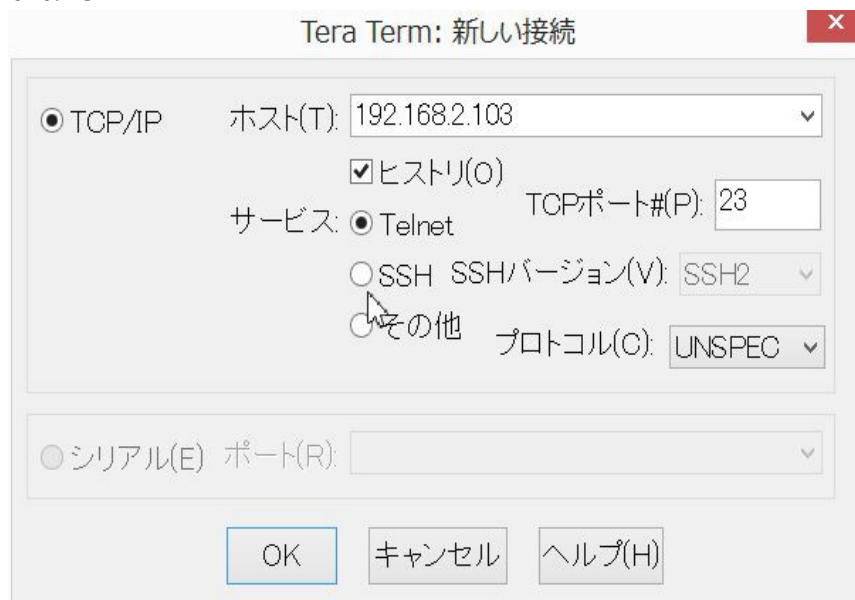 Tera Term: 新しい接続
x
TCP/IP ホスト(T): 192.168.2.103
ヒストリ(O)
サービス: Telnet TCPポート#(P): 23
SSH SSHバージョン(V): SSH2
その他 プロトコル(C): UNSPEC
シリアル(E) ポート(R):
OK キャンセル ヘルプ(H)